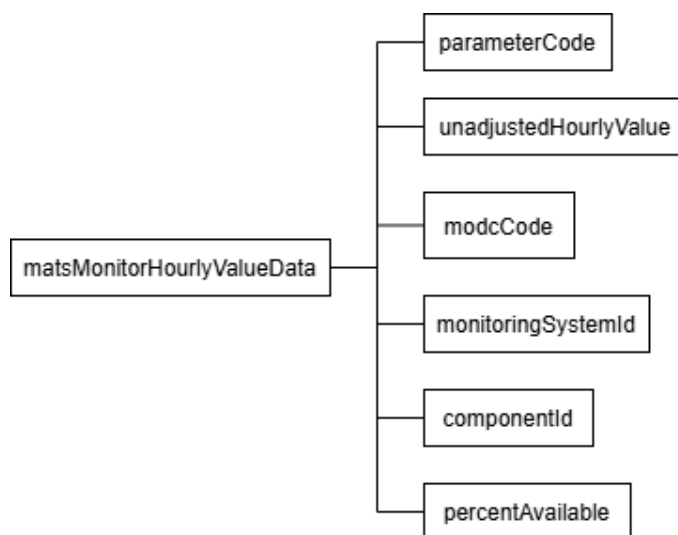 parameterCode
unadjustedHourlyValue
modcCode
matsMonitorHourlyValueData
monitoringSystemId
componentId
percentAvailable